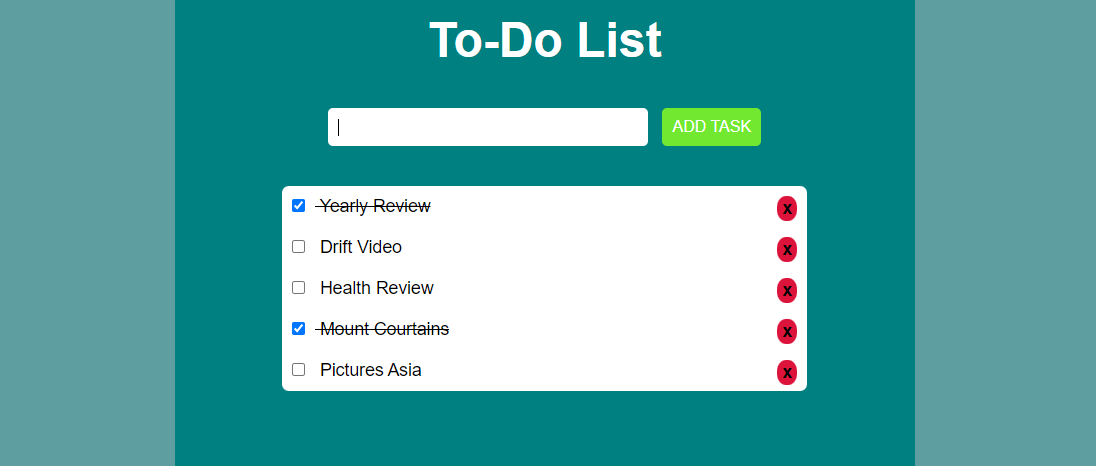 To-Do List
ADD TASK
Yearly Review X
Drift Video X
Health Review X
Mount Courtains X
Pictures Asia X